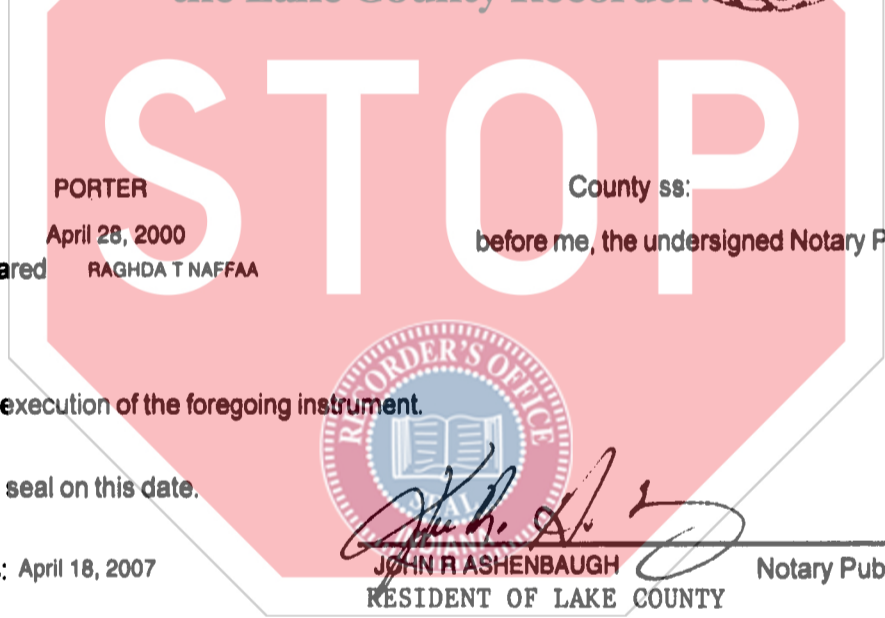 the Lake County Recorder!
STOP
PORTER County ss:
April 28, 2000 before me, the undersigned Notary P
ared RAGHDA T NAFFAA
RECORDER'S OFFICE
execution of the foregoing instrument.
seal on this date.
SEAL
INDIANA
: April 18, 2007
JOHN R ASHENBAUGH Notary Pub
RESIDENT OF LAKE COUNTY